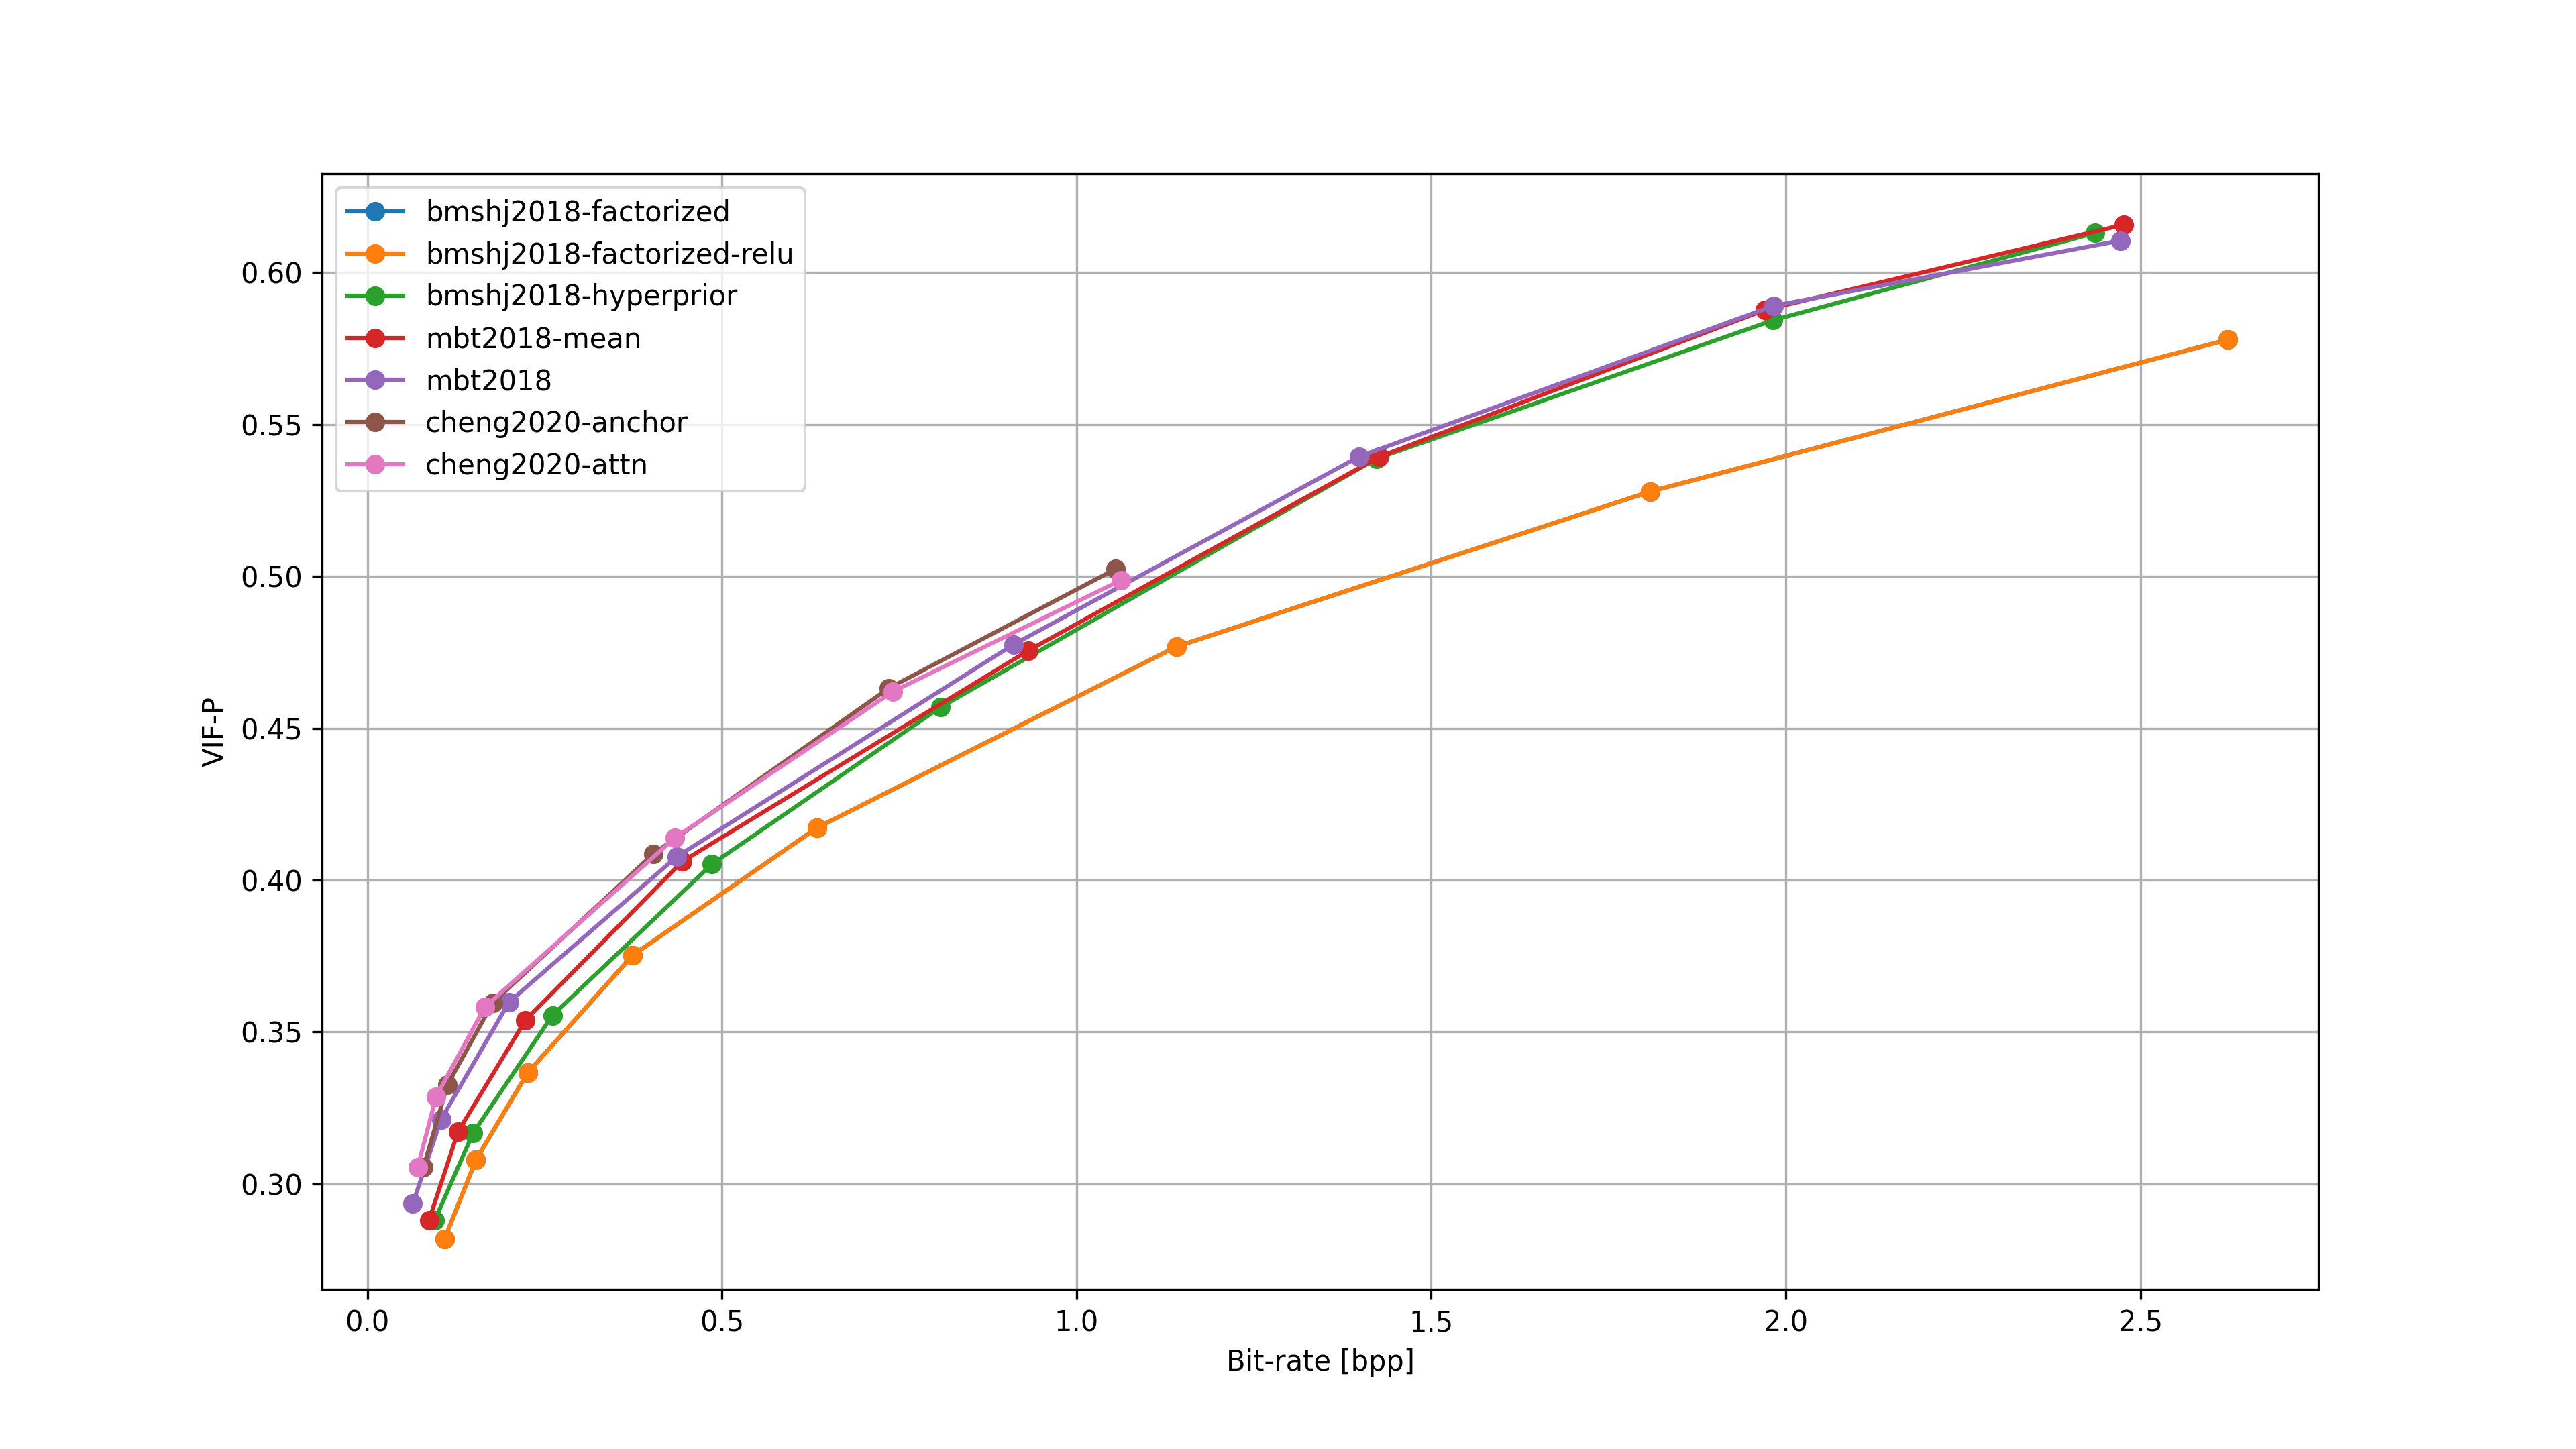 bmshj2018-factorized
bmshj2018-factorized-relu
bmshj2018-hyperprior
mbt2018-mean
mbt2018
cheng2020-anchor
cheng2020-attn
0.60
0.55
0.50
0.45
0.40
0.35
0.30
VIF-P
0.0 0.5 1.0 1.5 2.0 2.5
Bit-rate [bpp]